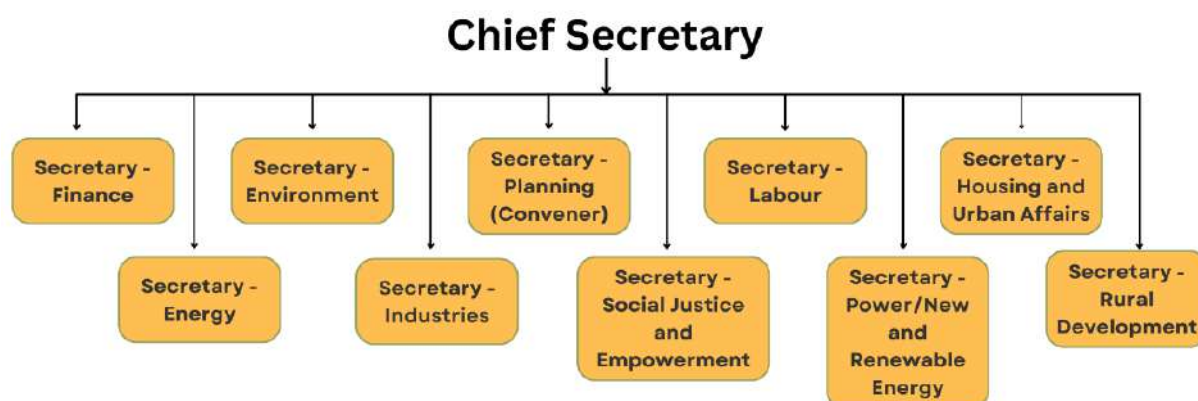 Chief Secretary
Secretary -
Finance
Secretary -
Environment
Secretary -
Planning
(Convener)
Secretary -
Labour
Secretary -
Housing and
Urban Affairs
Secretary -
Energy
Secretary -
Industries
Secretary -
Social Justice
and
Empowerment
Secretary -
Power/New
and
Renewable
Energy
Secretary -
Rural
Development